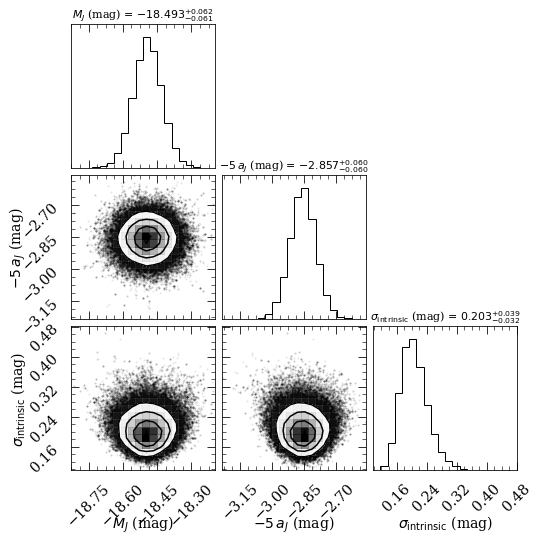 M_J (mag) = −18.493^{+0.062}_{−0.061}
−5 a_J (mag) = −2.857^{+0.060}_{−0.060}
−5 a_J (mag)
−2.70
−2.85
−3.00
−3.15
σ_intrinsic (mag) = 0.203^{+0.039}_{−0.032}
σ_intrinsic (mag)
0.48
0.40
0.32
0.24
0.16
−18.75 −18.60 −18.45 −18.30
−3.15 −3.00 −2.85 −2.70
0.16 0.24 0.32 0.40 0.48
M_J (mag) −5 a_J (mag) σ_intrinsic (mag)